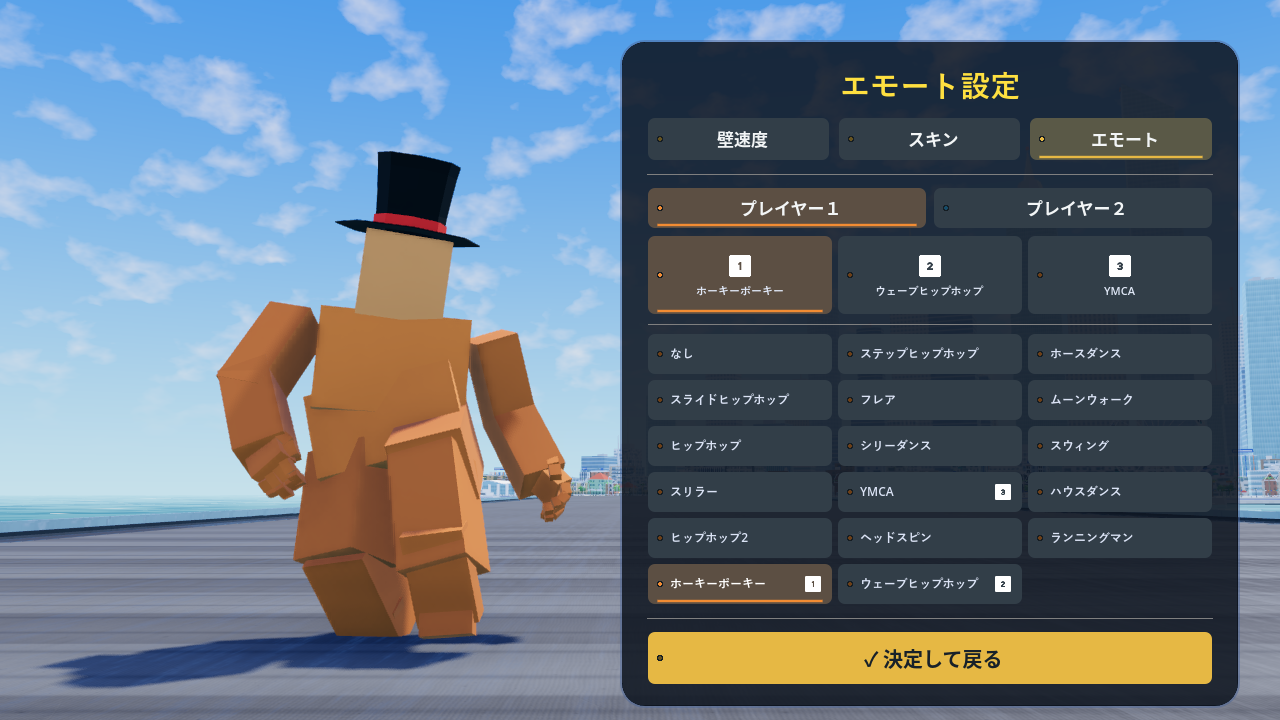 エモート設定
壁速度
スキン
エモート
プレイヤー１
プレイヤー２
1
ホーキーポーキー
2
ウェーブヒップホップ
3
YMCA
なし
ステップヒップホップ
ホースダンス
スライドヒップホップ
フレア
ムーンウォーク
ヒップホップ
シリーダンス
スウィング
スリラー
YMCA 3
ハウスダンス
ヒップホップ2
ヘッドスピン
ランニングマン
ホーキーポーキー 1
ウェーブヒップホップ 2
✓決定して戻る